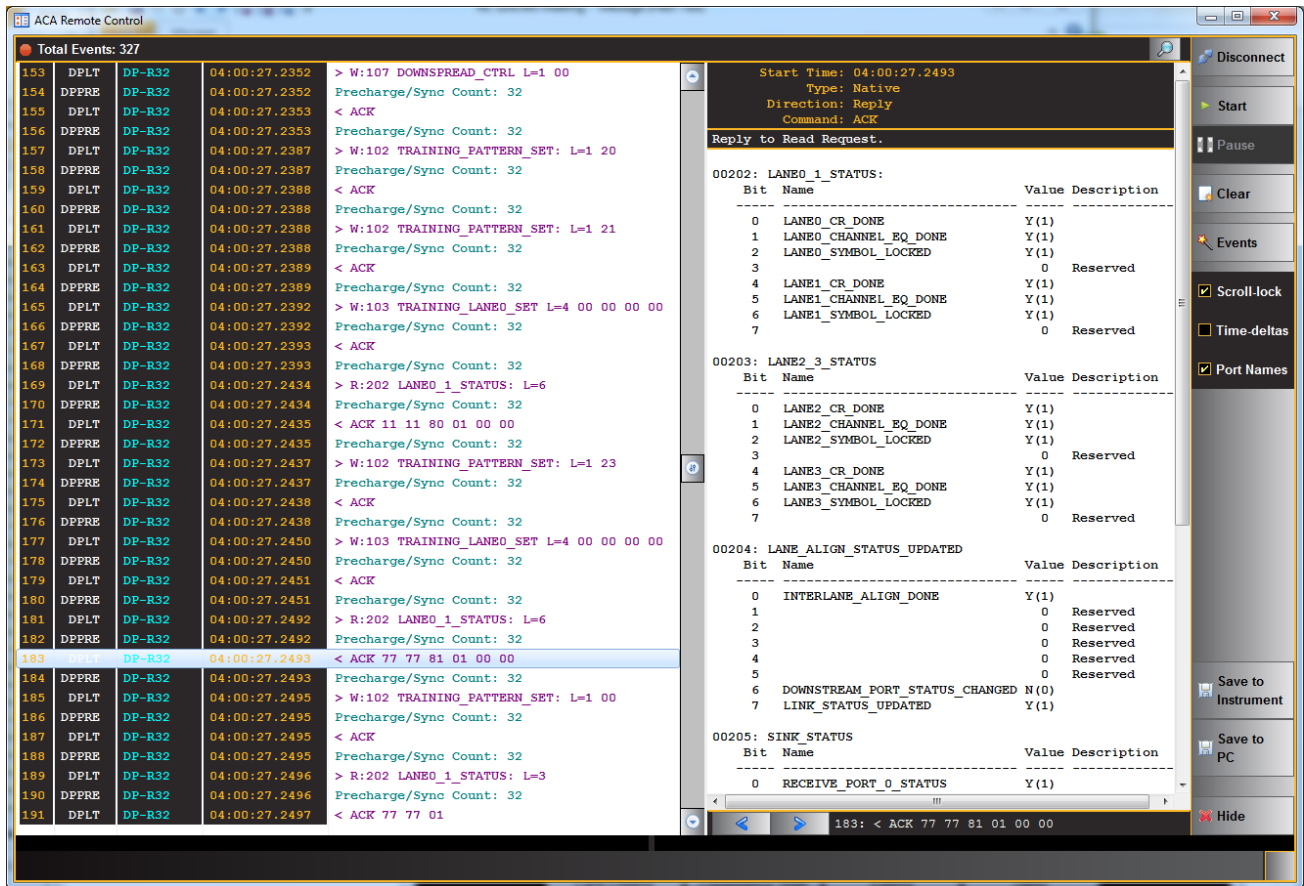 ACA Remote Control
Total Events: 327
153 DPLT DP-R32 04:00:27.2352 > W:107 DOWNSPREAD_CTRL L=1 00
154 DPPRE DP-R32 04:00:27.2352 Precharge/Sync Count: 32
155 DPLT DP-R32 04:00:27.2353 < ACK
156 DPPRE DP-R32 04:00:27.2353 Precharge/Sync Count: 32
157 DPLT DP-R32 04:00:27.2387 > W:102 TRAINING_PATTERN_SET: L=1 20
158 DPPRE DP-R32 04:00:27.2387 Precharge/Sync Count: 32
159 DPLT DP-R32 04:00:27.2388 < ACK
160 DPPRE DP-R32 04:00:27.2388 Precharge/Sync Count: 32
161 DPLT DP-R32 04:00:27.2388 > W:102 TRAINING_PATTERN_SET: L=1 21
162 DPPRE DP-R32 04:00:27.2388 Precharge/Sync Count: 32
163 DPLT DP-R32 04:00:27.2389 < ACK
164 DPPRE DP-R32 04:00:27.2389 Precharge/Sync Count: 32
165 DPLT DP-R32 04:00:27.2392 > W:103 TRAINING_LANE0_SET L=4 00 00 00 00
166 DPPRE DP-R32 04:00:27.2392 Precharge/Sync Count: 32
167 DPLT DP-R32 04:00:27.2393 < ACK
168 DPPRE DP-R32 04:00:27.2393 Precharge/Sync Count: 32
169 DPLT DP-R32 04:00:27.2434 > R:202 LANE0_1_STATUS: L=6
170 DPPRE DP-R32 04:00:27.2434 Precharge/Sync Count: 32
171 DPLT DP-R32 04:00:27.2435 < ACK 11 11 80 01 00 00
172 DPPRE DP-R32 04:00:27.2435 Precharge/Sync Count: 32
173 DPLT DP-R32 04:00:27.2437 > W:102 TRAINING_PATTERN_SET: L=1 23
174 DPPRE DP-R32 04:00:27.2437 Precharge/Sync Count: 32
175 DPLT DP-R32 04:00:27.2438 < ACK
176 DPPRE DP-R32 04:00:27.2438 Precharge/Sync Count: 32
177 DPLT DP-R32 04:00:27.2450 > W:103 TRAINING_LANE0_SET L=4 00 00 00 00
178 DPPRE DP-R32 04:00:27.2450 Precharge/Sync Count: 32
179 DPLT DP-R32 04:00:27.2451 < ACK
180 DPPRE DP-R32 04:00:27.2451 Precharge/Sync Count: 32
181 DPLT DP-R32 04:00:27.2492 > R:202 LANE0_1_STATUS: L=6
182 DPPRE DP-R32 04:00:27.2492 Precharge/Sync Count: 32
183 DPLT DP-R32 04:00:27.2493 < ACK 77 77 81 01 00 00
184 DPPRE DP-R32 04:00:27.2493 Precharge/Sync Count: 32
185 DPLT DP-R32 04:00:27.2495 > W:102 TRAINING_PATTERN_SET: L=1 00
186 DPPRE DP-R32 04:00:27.2495 Precharge/Sync Count: 32
187 DPLT DP-R32 04:00:27.2495 < ACK
188 DPPRE DP-R32 04:00:27.2495 Precharge/Sync Count: 32
189 DPLT DP-R32 04:00:27.2496 > R:202 LANE0_1_STATUS: L=3
190 DPPRE DP-R32 04:00:27.2496 Precharge/Sync Count: 32
191 DPLT DP-R32 04:00:27.2497 < ACK 77 77 01
Start Time: 04:00:27.2493
Type: Native
Direction: Reply
Command: ACK
Reply to Read Request.
00202: LANE0_1_STATUS:
Bit Name Value Description
0 LANE0_CR_DONE Y(1)
1 LANE0_CHANNEL_EQ_DONE Y(1)
2 LANE0_SYMBOL_LOCKED Y(1)
3 0 Reserved
4 LANE1_CR_DONE Y(1)
5 LANE1_CHANNEL_EQ_DONE Y(1)
6 LANE1_SYMBOL_LOCKED Y(1)
7 0 Reserved
00203: LANE2_3_STATUS
Bit Name Value Description
0 LANE2_CR_DONE Y(1)
1 LANE2_CHANNEL_EQ_DONE Y(1)
2 LANE2_SYMBOL_LOCKED Y(1)
3 0 Reserved
4 LANE3_CR_DONE Y(1)
5 LANE3_CHANNEL_EQ_DONE Y(1)
6 LANE3_SYMBOL_LOCKED Y(1)
7 0 Reserved
00204: LANE_ALIGN_STATUS_UPDATED
Bit Name Value Description
0 INTERLANE_ALIGN_DONE Y(1)
1 0 Reserved
2 0 Reserved
3 0 Reserved
4 0 Reserved
5 0 Reserved
6 DOWNSTREAM_PORT_STATUS_CHANGED N(0)
7 LINK_STATUS_UPDATED Y(1)
00205: SINK_STATUS
Bit Name Value Description
0 RECEIVE_PORT_0_STATUS Y(1)
183: < ACK 77 77 81 01 00 00
Disconnect
Start
Pause
Clear
Events
Scroll-lock
Time-deltas
Port Names
Save to
Instrument
Save to
PC
Hide